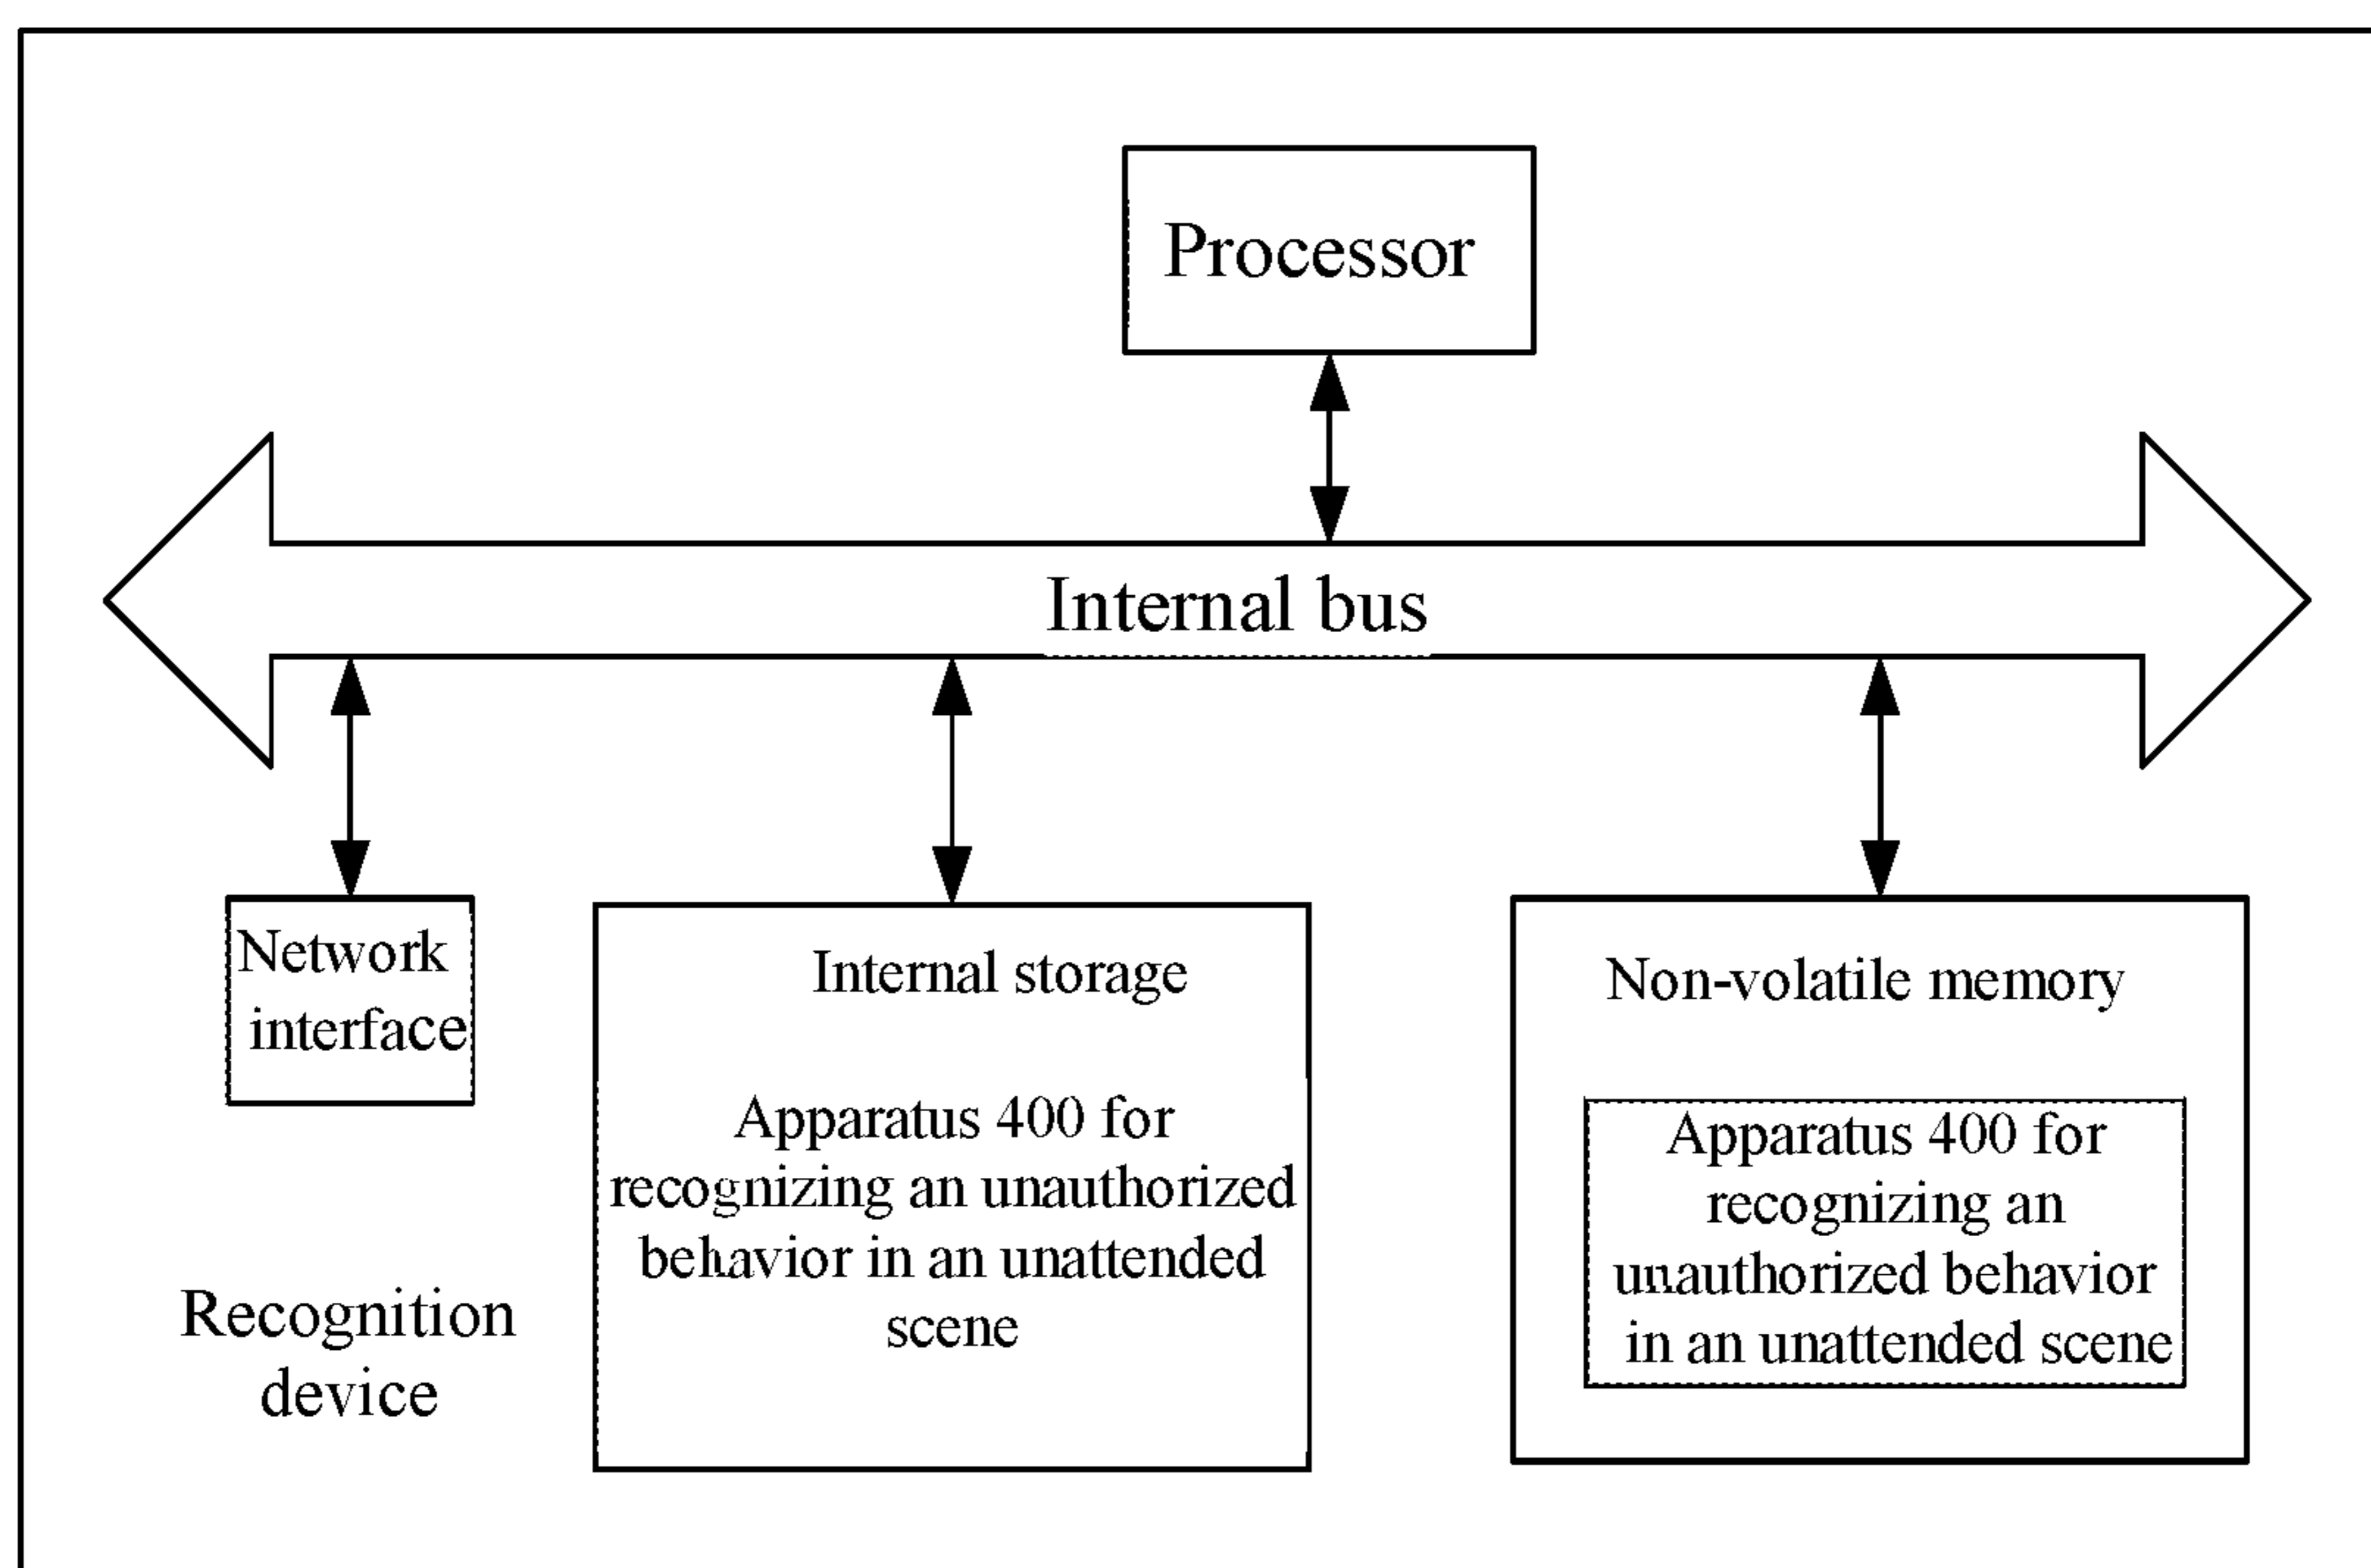 Processor
Internal bus
Network
interface
Internal storage
Apparatus 400 for
recognizing an unauthorized
behavior in an unattended
scene
Non-volatile memory
Apparatus 400 for
recognizing an
unauthorized behavior
in an unattended scene
Recognition
device